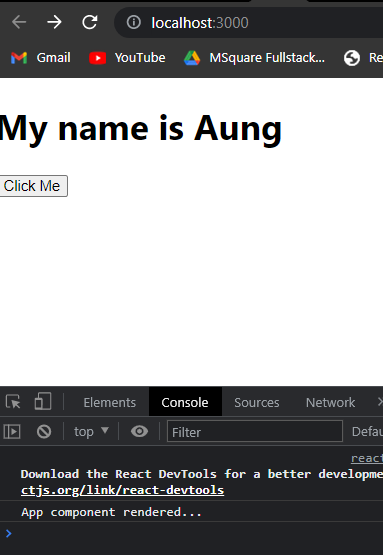 localhost:3000
Gmail YouTube MSquare Fullstack... Re
My name is Aung
Click Me
Elements Console Sources Network
top Filter Defau
react
Download the React DevTools for a better developme
ctjs.org/link/react-devtools
App component rendered...